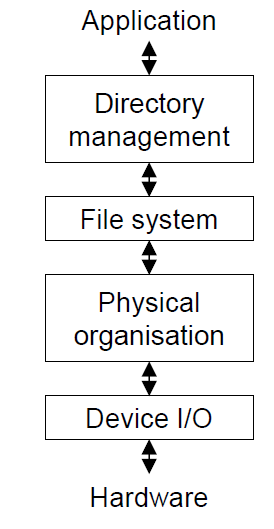 Application
Directory
management
File system
Physical
organisation
Device I/O
Hardware